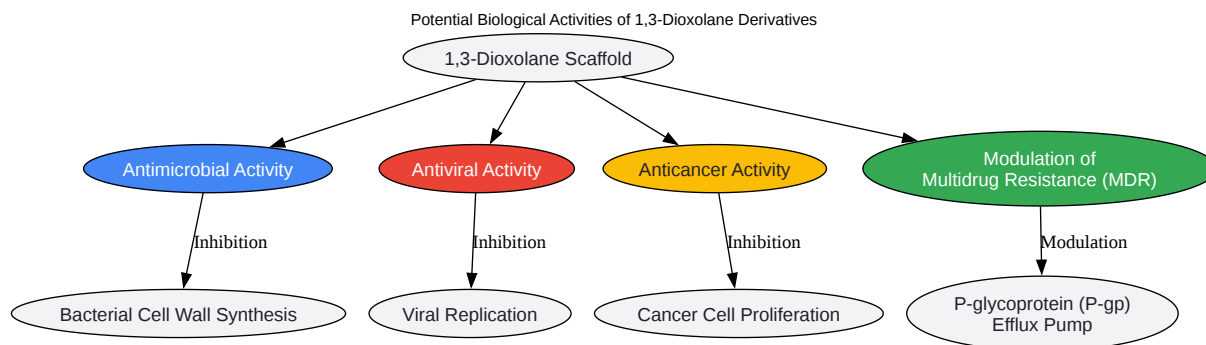 Potential Biological Activities of 1,3-Dioxolane Derivatives
1,3-Dioxolane Scaffold
Antimicrobial Activity
Antiviral Activity
Anticancer Activity
Modulation of
Multidrug Resistance (MDR)
Inhibition
Inhibition
Inhibition
Modulation
Bacterial Cell Wall Synthesis
Viral Replication
Cancer Cell Proliferation
P-glycoprotein (P-gp)
Efflux Pump